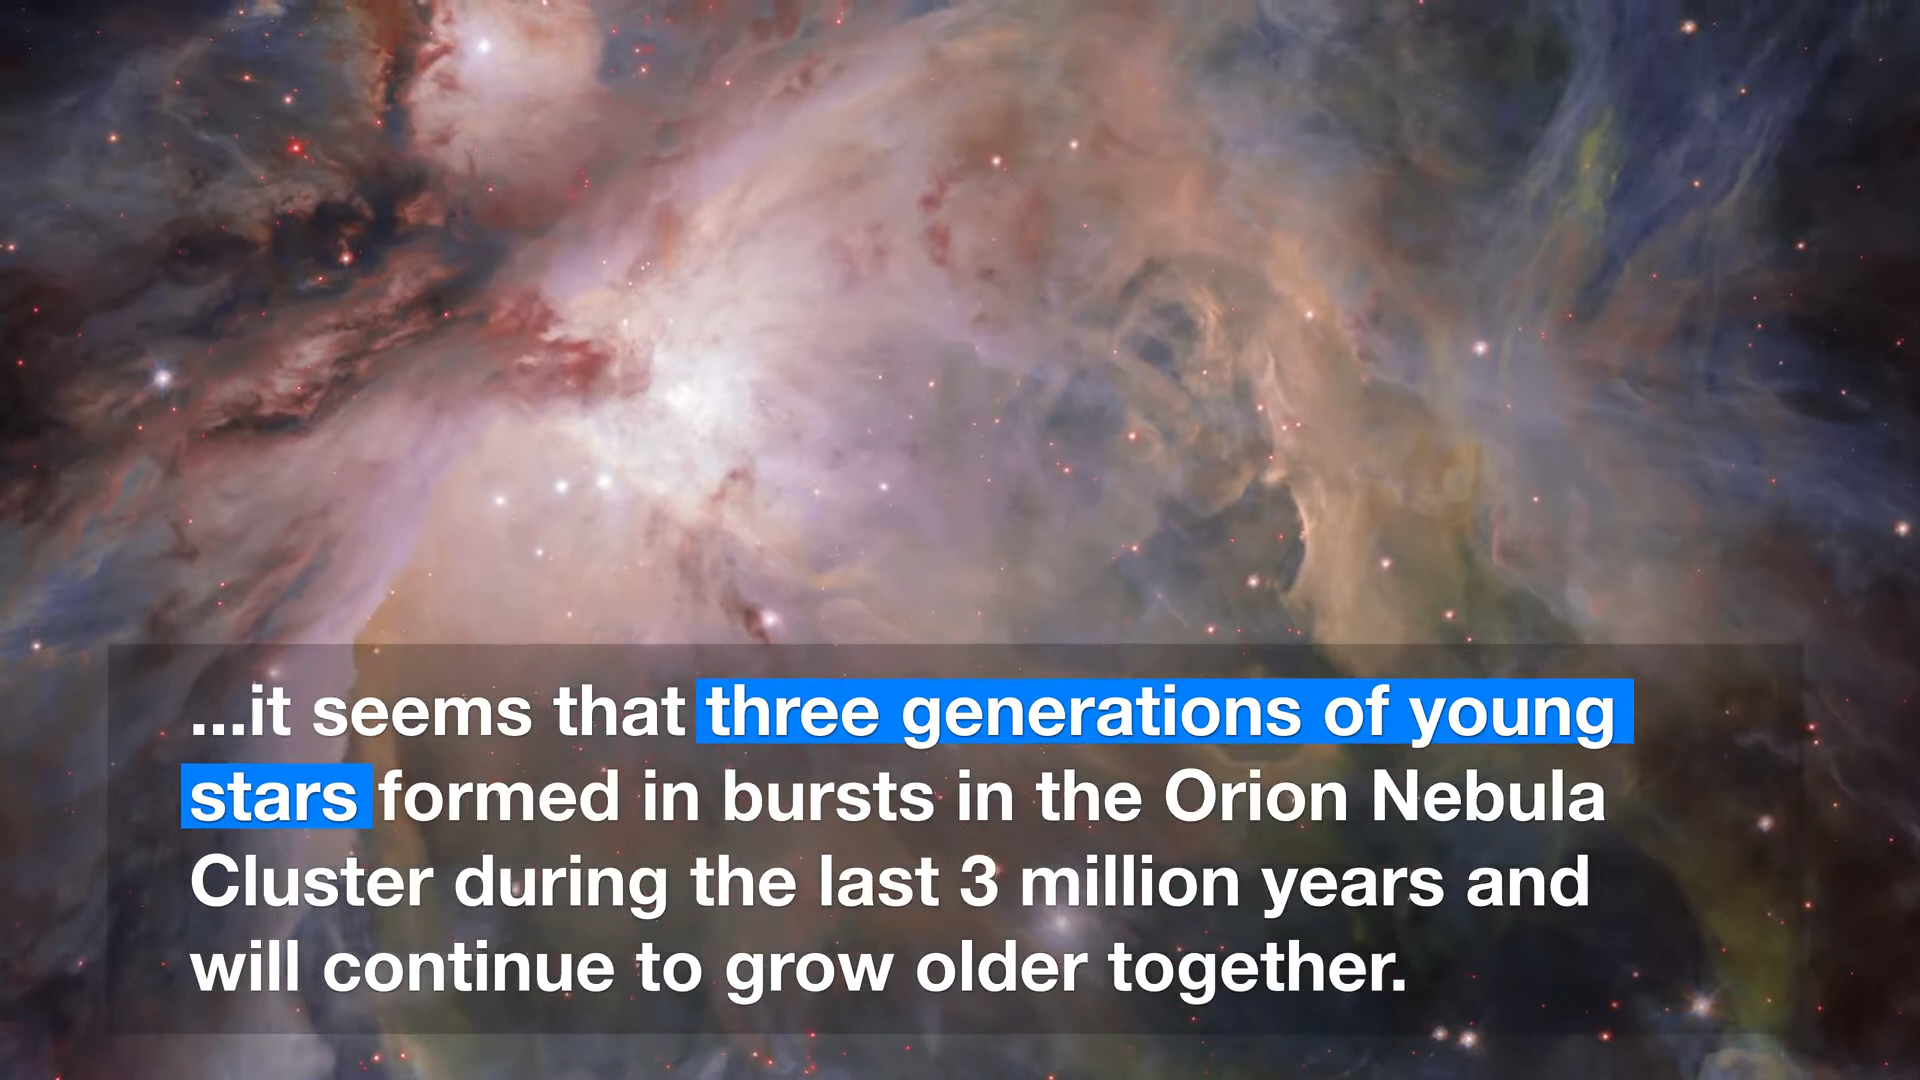 ...it seems that three generations of young
stars formed in bursts in the Orion Nebula
Cluster during the last 3 million years and
will continue to grow older together.